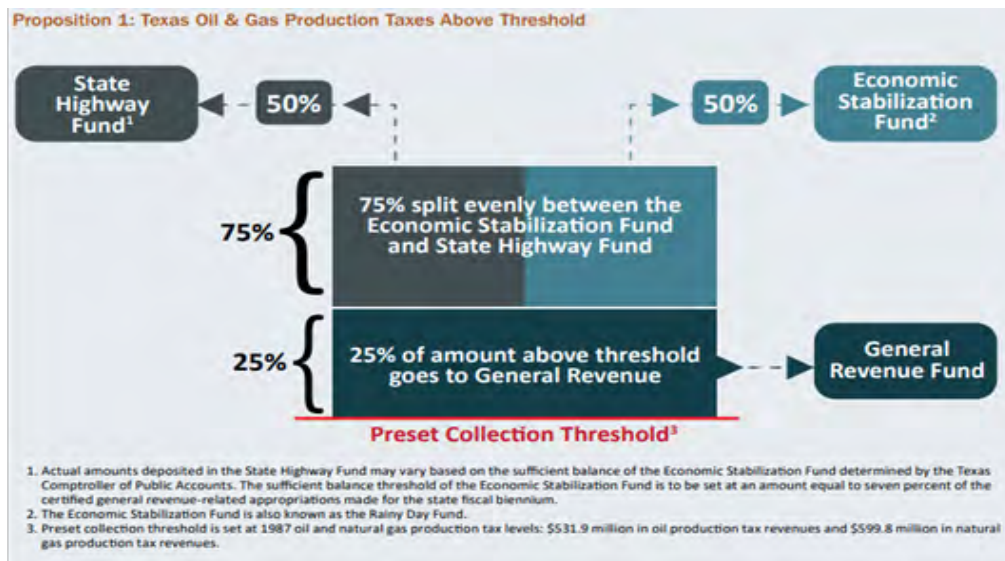 Proposition 1: Texas Oil & Gas Production Taxes Above Threshold
State
Highway
Fund¹
50%
50%
Economic
Stabilization
Fund²
75%
75% split evenly between the
Economic Stabilization Fund
and State Highway Fund
25%
25% of amount above threshold
goes to General Revenue
General
Revenue Fund
Preset Collection Threshold³
1. Actual amounts deposited in the State Highway Fund may vary based on the sufficient balance of the Economic Stabilization Fund determined by the Texas
Comptroller of Public Accounts. The sufficient balance threshold of the Economic Stabilization Fund is to be set at an amount equal to seven percent of the
certified general revenue-related appropriations made for the state fiscal biennium.
2. The Economic Stabilization Fund is also known as the Rainy Day Fund.
3. Preset collection threshold is set at 1987 oil and natural gas production tax levels: $531.9 million in oil production tax revenues and $599.8 million in natural
gas production tax revenues.